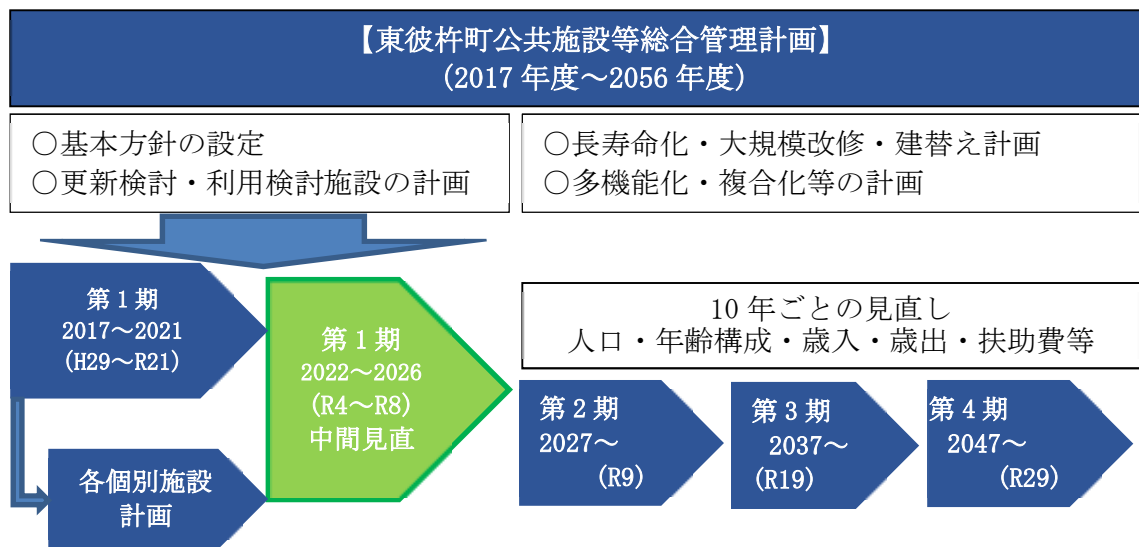 【東彼杵町公共施設等総合管理計画】
(2017 年度～2056 年度)
○基本方針の設定
○更新検討・利用検討施設の計画
○長寿命化・大規模改修・建替え計画
○多機能化・複合化等の計画
第 1 期
2017～2021
(H29～R21)
各個別施設
計画
第 1 期
2022～2026
(R4～R8)
中間見直
10 年ごとの見直し
人口・年齢構成・歳入・歳出・扶助費等
第 2 期
2027～
(R9)
第 3 期
2037～
(R19)
第 4 期
2047～
(R29)